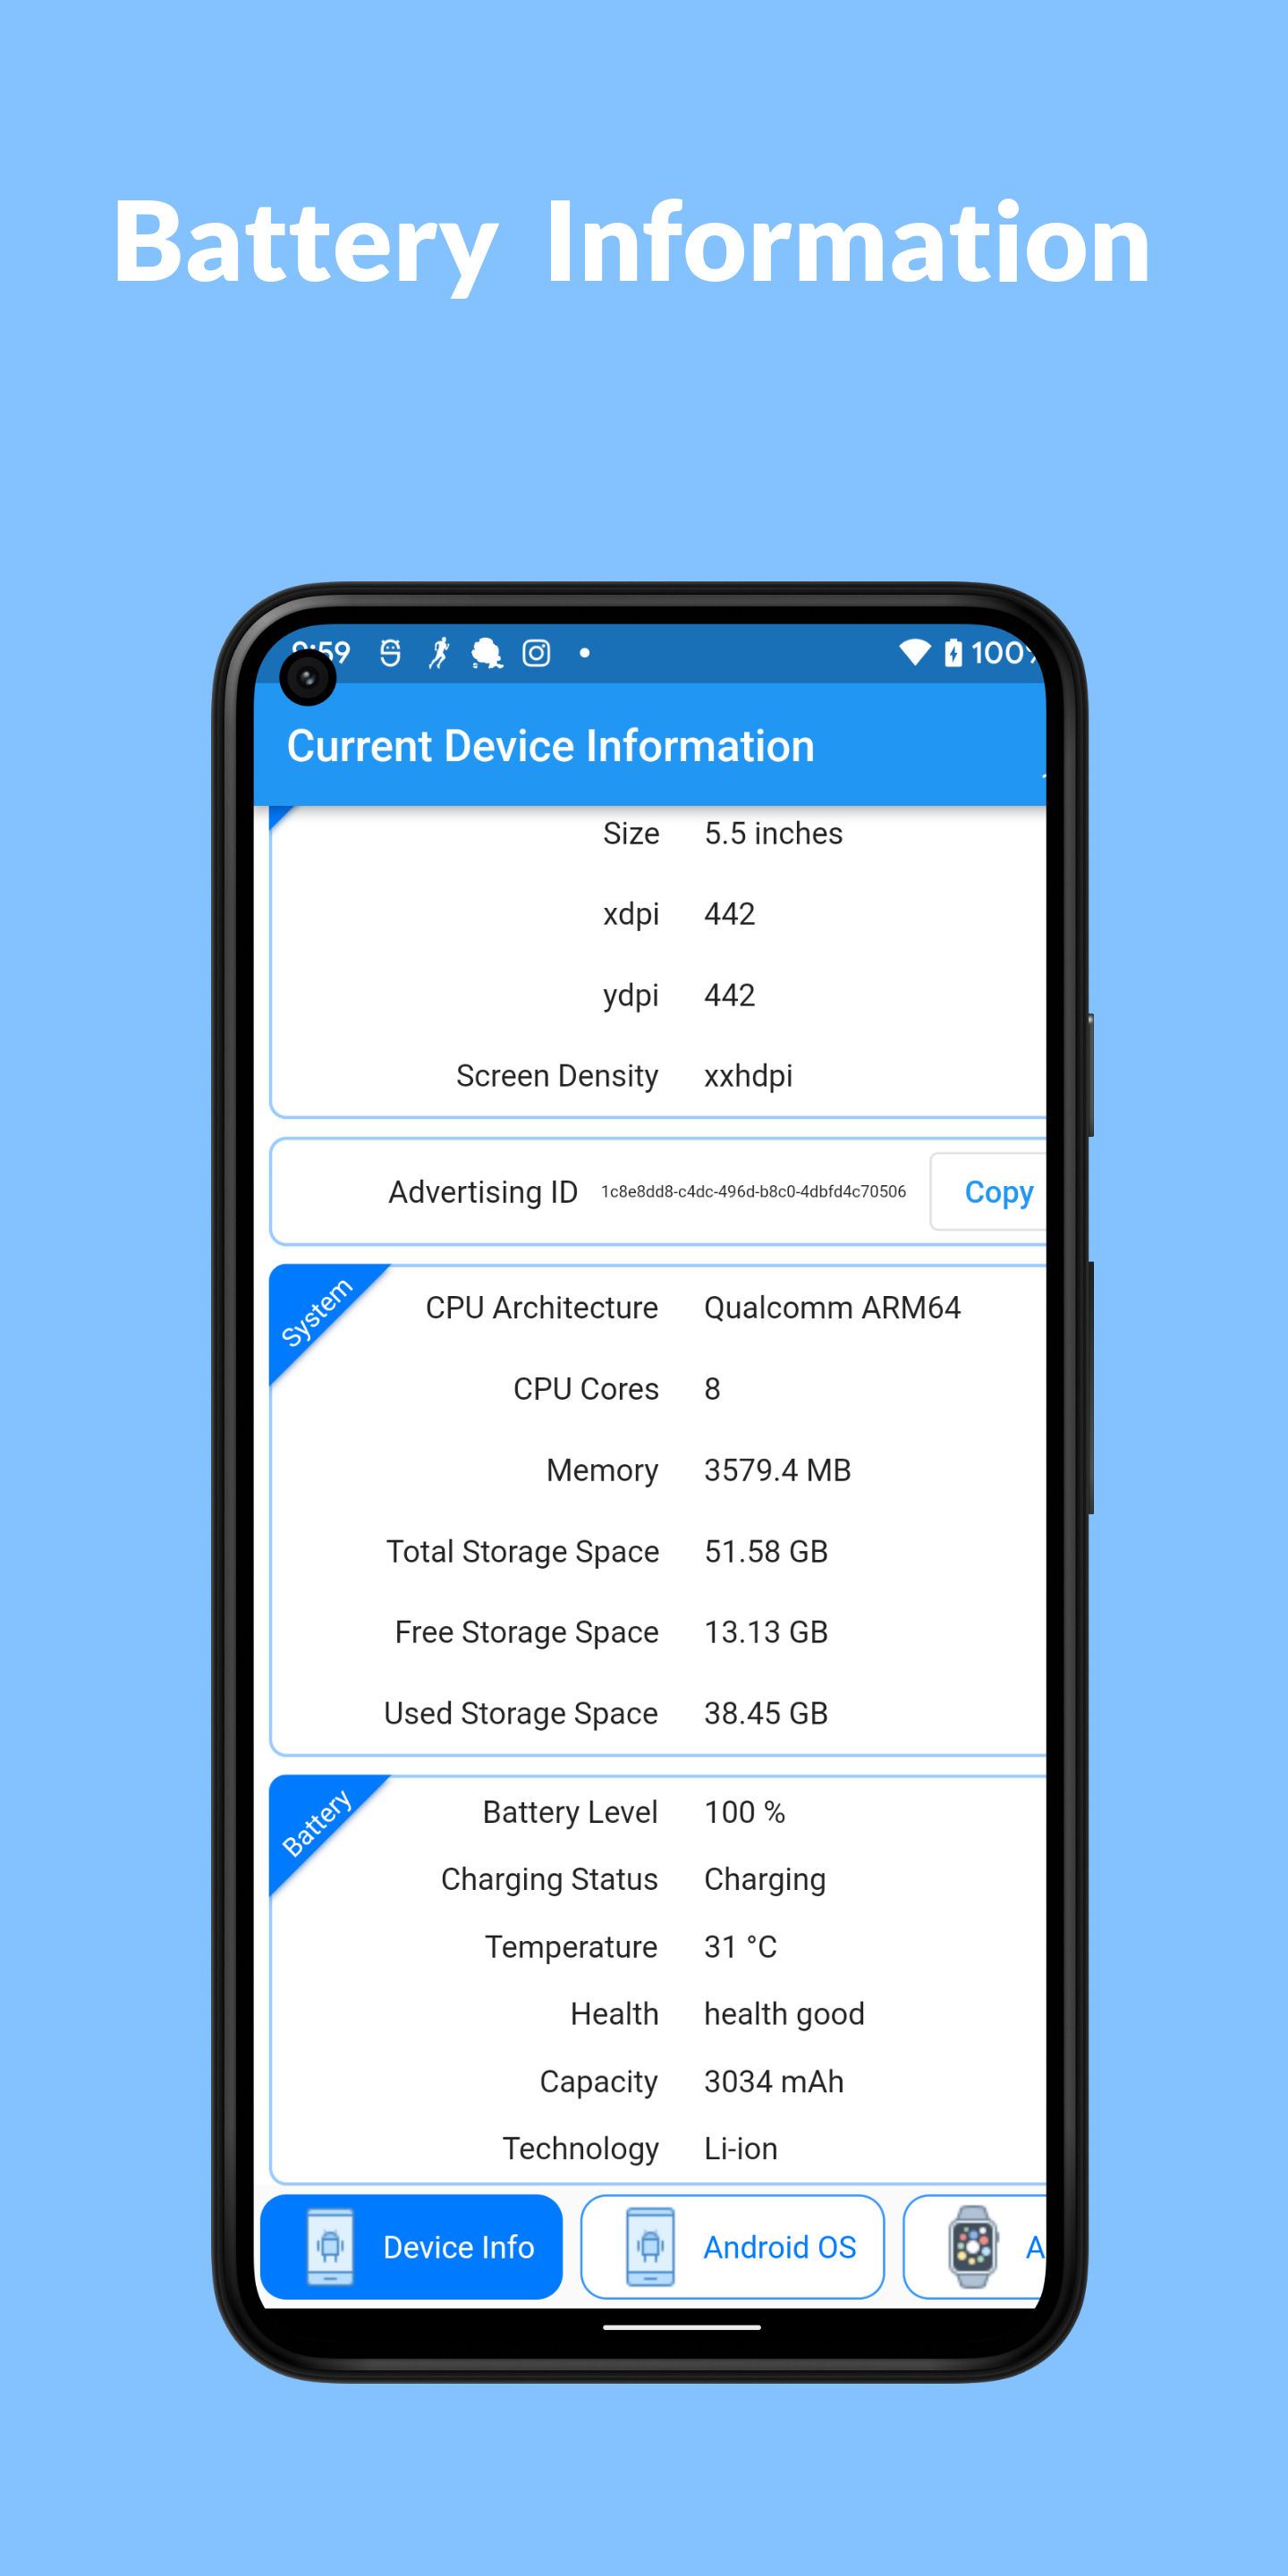 Battery Information
:59
100%
Current Device Information
Size 5.5 inches
xdpi 442
ydpi 442
Screen Density xxhdpi
Advertising ID 1c8e8dd8-c4dc-496d-b8c0-4dbfd4c70506 Copy
System
CPU Architecture Qualcomm ARM64
CPU Cores 8
Memory 3579.4 MB
Total Storage Space 51.58 GB
Free Storage Space 13.13 GB
Used Storage Space 38.45 GB
Battery
Battery Level 100 %
Charging Status Charging
Temperature 31 °C
Health health good
Capacity 3034 mAh
Technology Li-ion
Device Info Android OS A